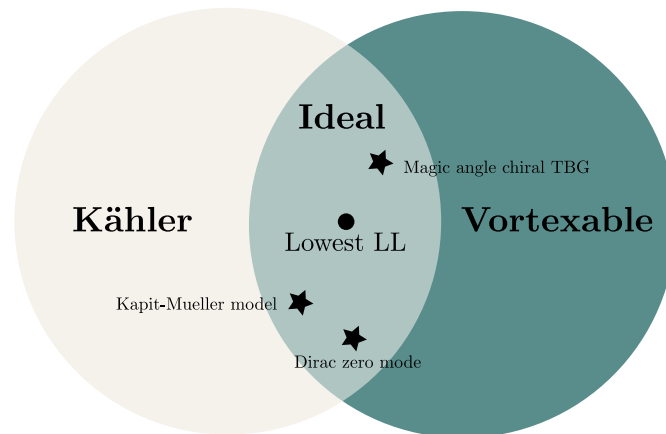 Ideal
Magic angle chiral TBG
Kähler
Vortexable
Lowest LL
Kapit-Mueller model
Dirac zero mode